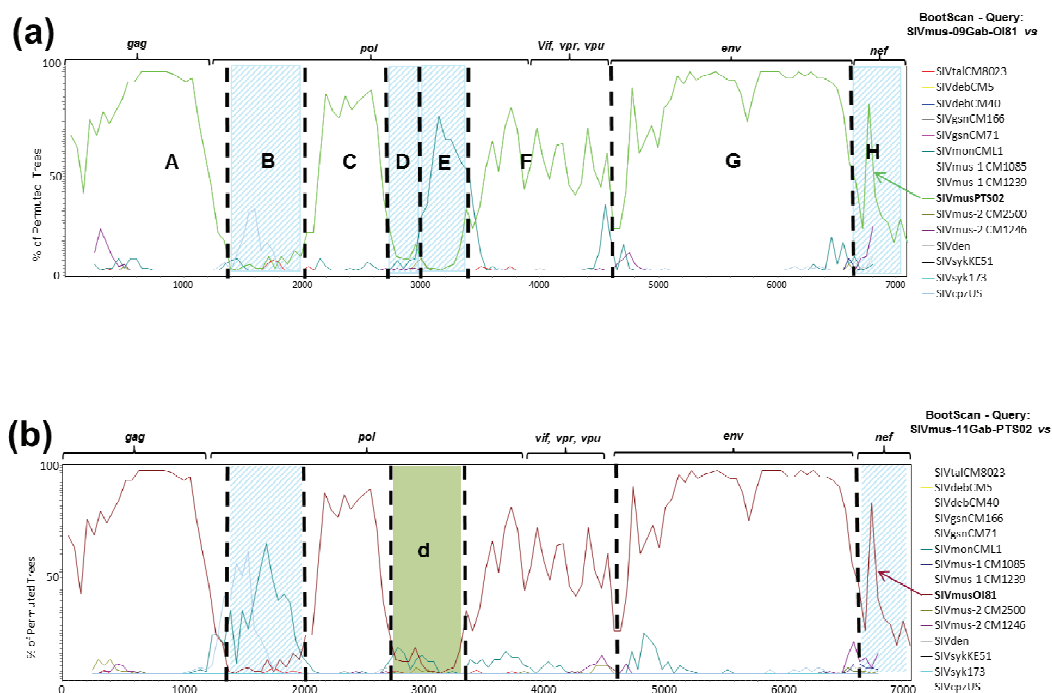 (a)
BootScan - Query:
SIVmus-09Gab-OI81 vs
gag pol Vif, vpr, vpu env nef
% of Permuted Trees
100
50
0
A B C D E F G H
1000 2000 3000 4000 5000 6000 7000
SIVtalCM8023
SIVdebCM5
SIVdebCM40
SIVgsnCM166
SIVgsnCM71
SIVmonCML1
SIVmus-1 CM1085
SIVmus-1 CM1239
SIVmusPTS02
SIVmus-2 CM2500
SIVmus-2 CM1246
SIVden
SIVsykKE51
SIVsyk173
SIVcpzUS
(b)
BootScan - Query:
SIVmus-11Gab-PTS02 vs
gag pol vif, vpr, vpu env nef
% of Permuted Trees
100
50
d
0 1000 2000 3000 4000 5000 6000 7000
SIVtalCM8023
SIVdebCM5
SIVdebCM40
SIVgsnCM166
SIVgsnCM71
SIVmonCML1
SIVmus-1 CM1085
SIVmus-1 CM1239
SIVmusOI81
SIVmus-2 CM2500
SIVmus-2 CM1246
SIVden
SIVsykKE51
SIVsyk173
SIVcpzUS